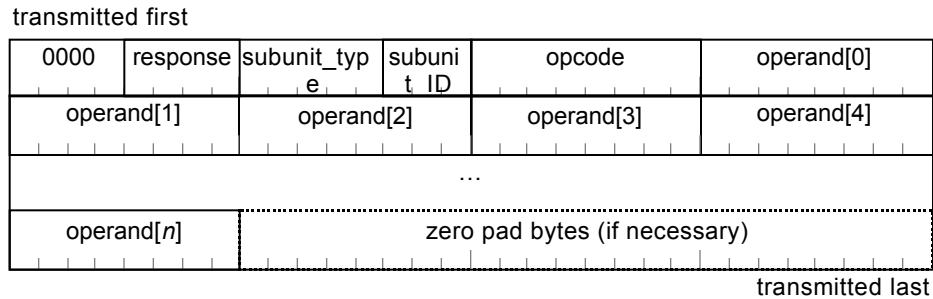 transmitted first
0000 response subunit_typ subuni opcode operand[0]
e t_ID
operand[1] operand[2] operand[3] operand[4]
…
operand[n] zero pad bytes (if necessary)
transmitted last